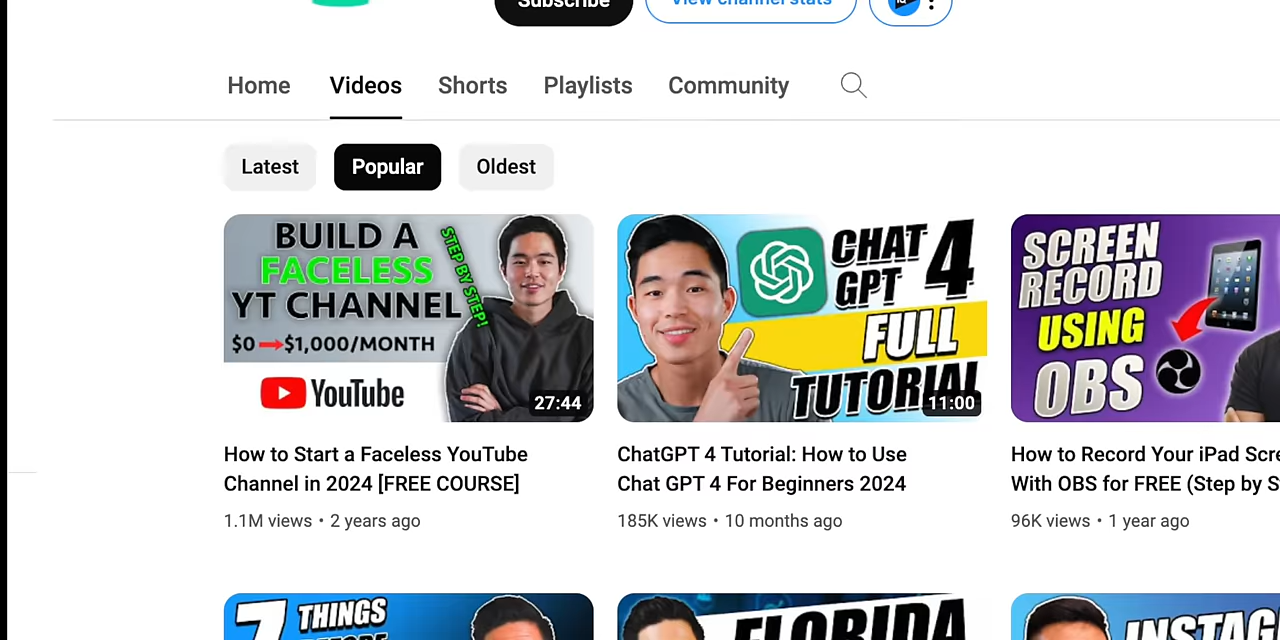 Subscribe
View channel stats
Home Videos Shorts Playlists Community
Latest Popular Oldest
BUILD A
FACELESS
YT CHANNEL
STEP BY STEP!
$0 $1,000/MONTH
YouTube
27:44
CHAT
GPT 4
FULL
TUTORIAL
11:00
SCREEN
RECORD
USING
OBS
How to Start a Faceless YouTube
Channel in 2024 [FREE COURSE]
1.1M views • 2 years ago
ChatGPT 4 Tutorial: How to Use
Chat GPT 4 For Beginners 2024
185K views • 10 months ago
How to Record Your iPad Scre
With OBS for FREE (Step by S
96K views • 1 year ago
7 THINGS
FLORIDA
INSTAG